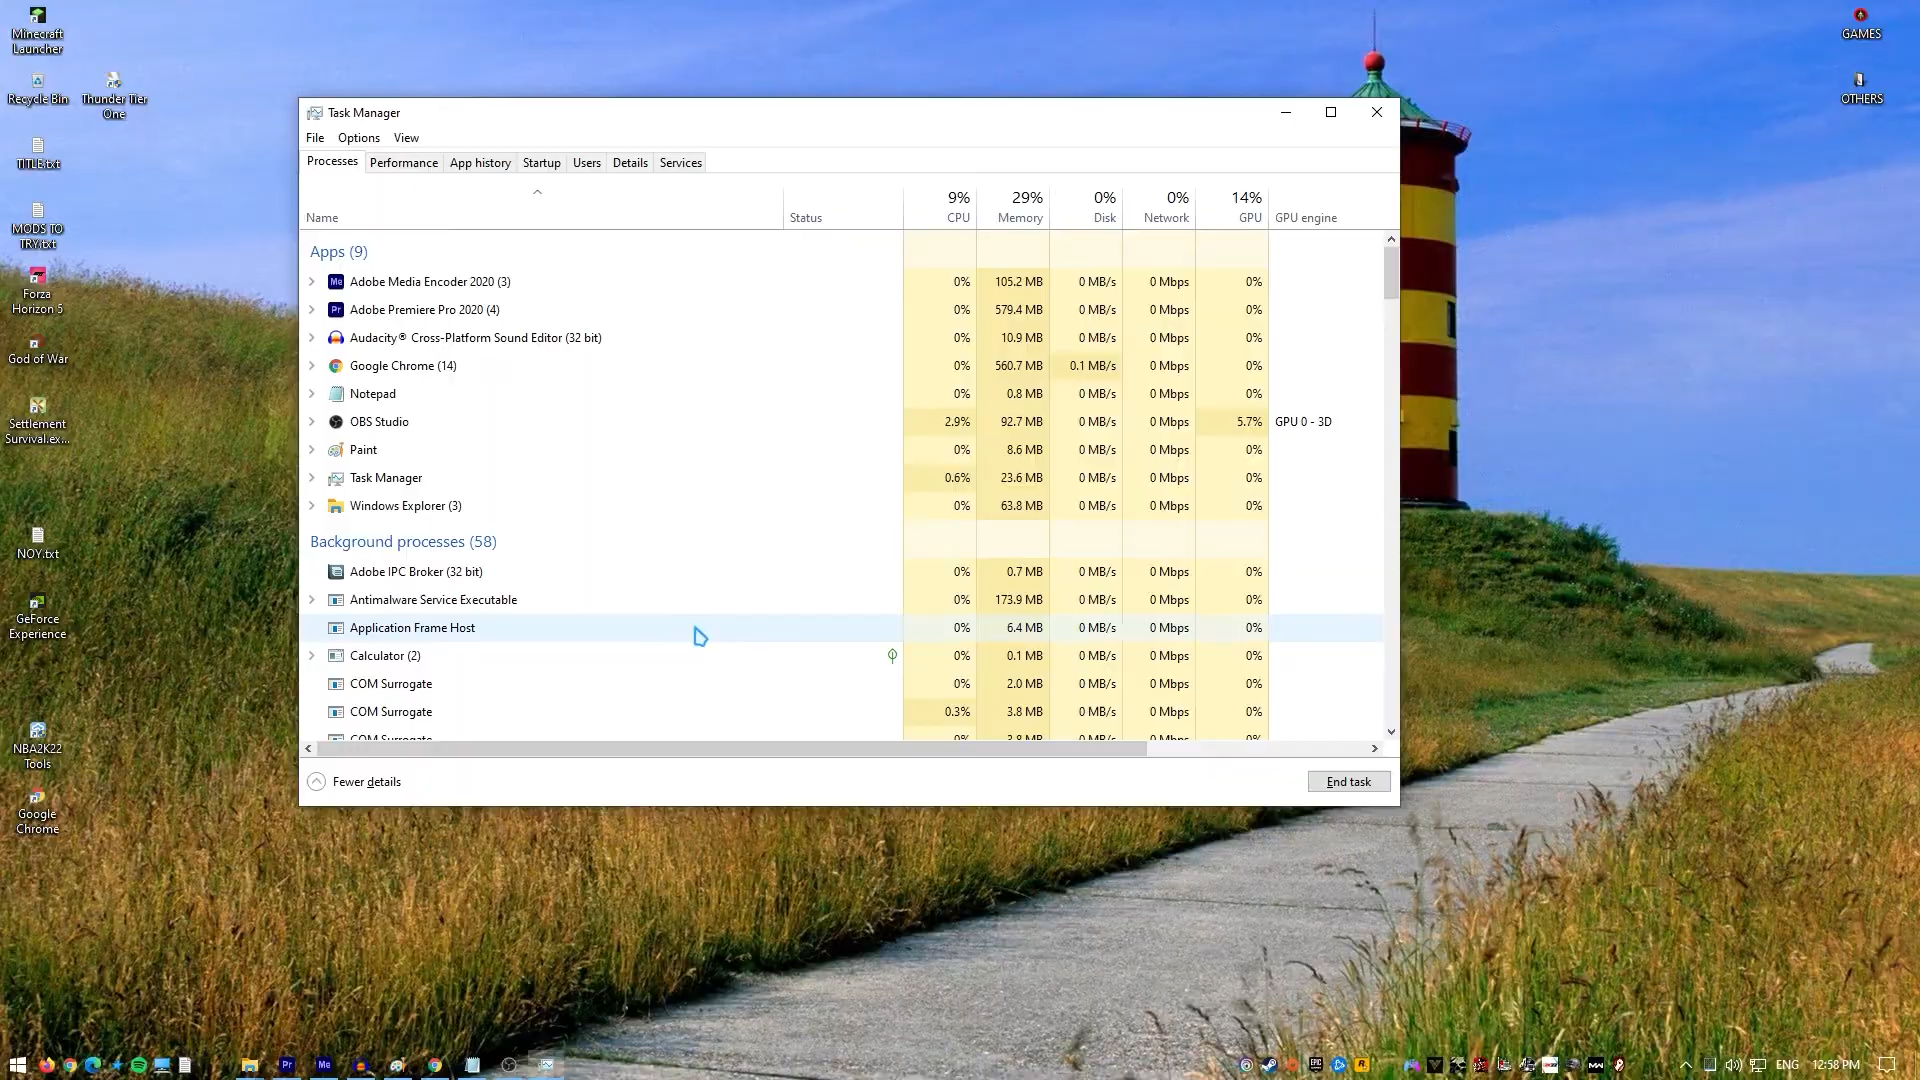 Minecraft
Launcher
Recycle Bin
Thunder Tier
One
TITLE.txt
MODS TO
TRY.txt
Forza
Horizon 5
God of War
Settlement
Survival.ex...
NOY.txt
GeForce
Experience
NBA2K22
Tools
Google
Chrome
GAMES
OTHERS
Task Manager
File Options View
Processes Performance App history Startup Users Details Services
9% 29% 0% 0% 14%
Name Status CPU Memory Disk Network GPU GPU engine
Apps (9)
Adobe Media Encoder 2020 (3) 0% 105.2 MB 0 MB/s 0 Mbps 0%
Adobe Premiere Pro 2020 (4) 0% 579.4 MB 0 MB/s 0 Mbps 0%
Audacity® Cross-Platform Sound Editor (32 bit) 0% 10.9 MB 0 MB/s 0 Mbps 0%
Google Chrome (14) 0% 560.7 MB 0.1 MB/s 0 Mbps 0%
Notepad 0% 0.8 MB 0 MB/s 0 Mbps 0%
OBS Studio 2.9% 92.7 MB 0 MB/s 0 Mbps 5.7% GPU 0 - 3D
Paint 0% 8.6 MB 0 MB/s 0 Mbps 0%
Task Manager 0.6% 23.6 MB 0 MB/s 0 Mbps 0%
Windows Explorer (3) 0% 63.8 MB 0 MB/s 0 Mbps 0%
Background processes (58)
Adobe IPC Broker (32 bit) 0% 0.7 MB 0 MB/s 0 Mbps 0%
Antimalware Service Executable 0% 173.9 MB 0 MB/s 0 Mbps 0%
Application Frame Host 0% 6.4 MB 0 MB/s 0 Mbps 0%
Calculator (2) 0% 0.1 MB 0 MB/s 0 Mbps 0%
COM Surrogate 0% 2.0 MB 0 MB/s 0 Mbps 0%
COM Surrogate 0.3% 3.8 MB 0 MB/s 0 Mbps 0%
COM Surrogate 0% 3.8 MB 0 MB/s 0 Mbps 0%
Fewer details End task
Pr Me ENG 12:58 PM